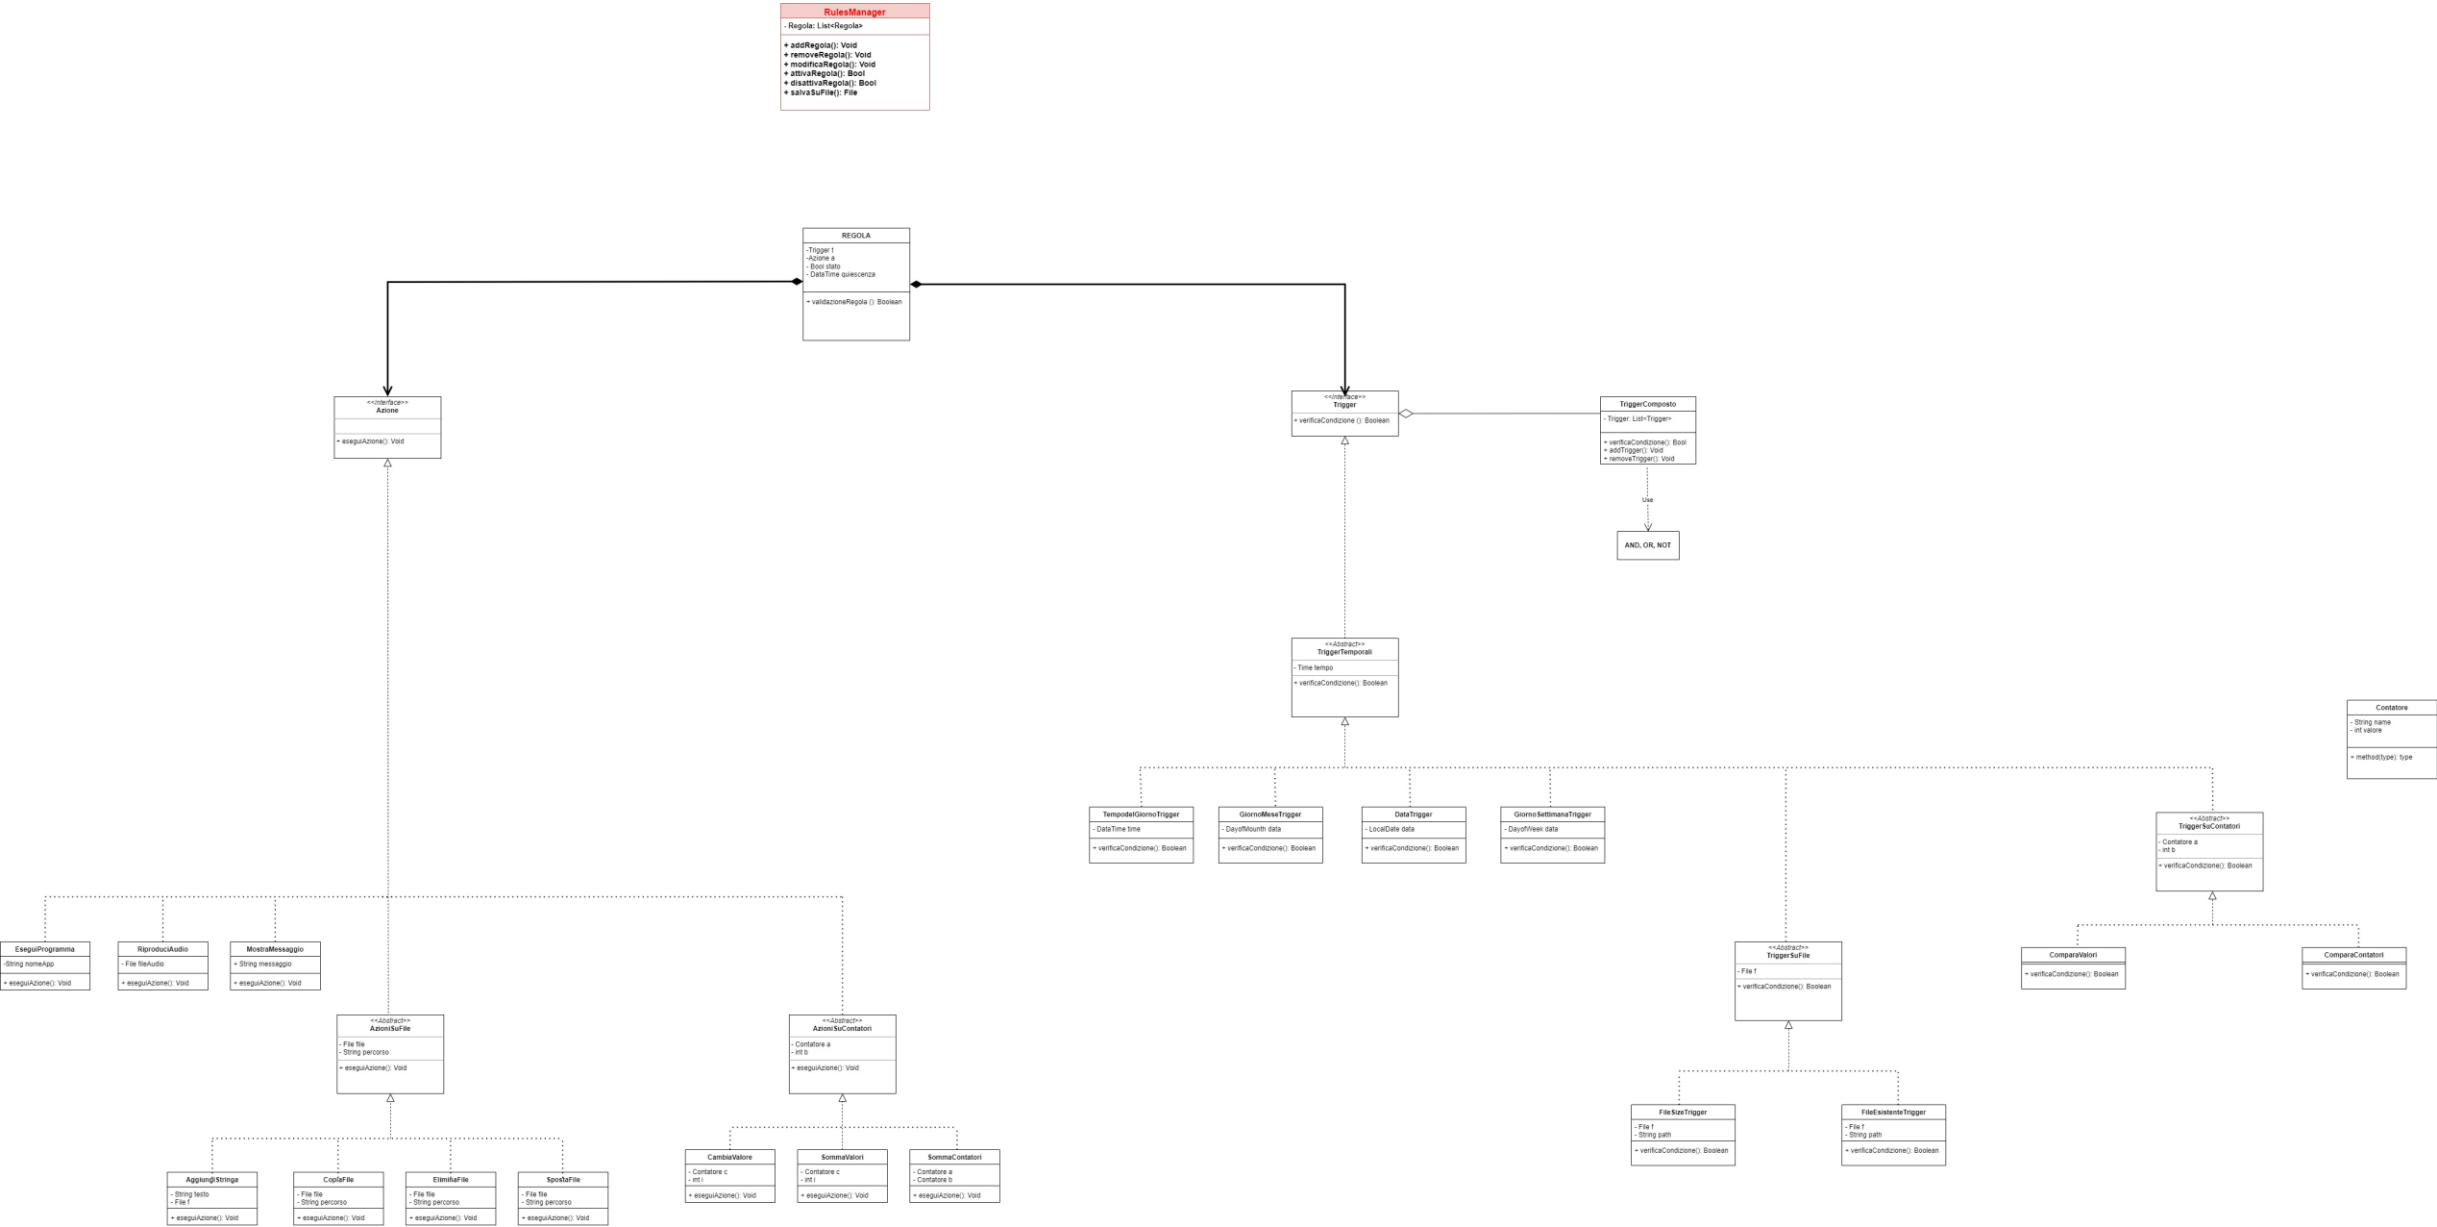 RulesManager
- Regola: List<Regola>
+ addRegola(): Void
+ removeRegola(): Void
+ modificaRegola(): Void
+ attivaRegola(): Bool
+ disattivaRegola(): Bool
+ salvaSuFile(): File
REGOLA
-Trigger t
-Azione a
- Bool stato
- DataTime quiescenza
+ validazioneRegola (): Boolean
<<Interface>>
Azione
+ eseguiAzione(): Void
<<Interface>>
Trigger
+ verificaCondizione (): Boolean
TriggerComposto
- Trigger: List<Trigger>
+ verificaCondizione(): Bool
+ addTrigger(): Void
+ removeTrigger(): Void
Use
AND, OR, NOT
<<Abstract>>
TriggerTemporali
- Time tempo
+ verificaCondizione(): Boolean
Contatore
- String name
- int valore
+ method(type): type
TempodelGiornoTrigger
- DataTime time
+ verificaCondizione(): Boolean
GiornoMeseTrigger
- DayofMounth data
+ verificaCondizione(): Boolean
DataTrigger
- LocalDate data
+ verificaCondizione(): Boolean
GiornoSettimanaTrigger
- DayofWeek data
+ verificaCondizione(): Boolean
<<Abstract>>
TriggerSuContatori
- Contatore a
- int b
+ verificaCondizione(): Boolean
EseguiProgramma
-String nomeApp
+ eseguiAzione(): Void
RiproduciAudio
- File fileAudio
+ eseguiAzione(): Void
MostraMessaggio
+ String messaggio
+ eseguiAzione(): Void
<<Abstract>>
TriggerSuFile
- File f
+ verificaCondizione(): Boolean
ComparaValori
+ verificaCondizione(): Boolean
ComparaContatori
+ verificaCondizione(): Boolean
<<Abstract>>
AzioniSuFile
- File file
- String percorso
+ eseguiAzione(): Void
<<Abstract>>
AzioniSuContatori
- Contatore a
- int b
+ eseguiAzione(): Void
FileSizeTrigger
- File f
- String path
+ verificaCondizione(): Boolean
FileEsistenteTrigger
- File f
- String path
+ verificaCondizione(): Boolean
CambiaValore
- Contatore c
- int i
+ eseguiAzione(): Void
SommaValori
- Contatore c
- int i
+ eseguiAzione(): Void
SommaContatori
- Contatore a
- Contatore b
+ eseguiAzione(): Void
AggiungiStringa
- String testo
- File f
+ eseguiAzione(): Void
CopiaFile
- File file
- String percorso
+ eseguiAzione(): Void
EliminaFile
- File file
- String percorso
+ eseguiAzione(): Void
SpostaFile
- File file
- String percorso
+ eseguiAzione(): Void